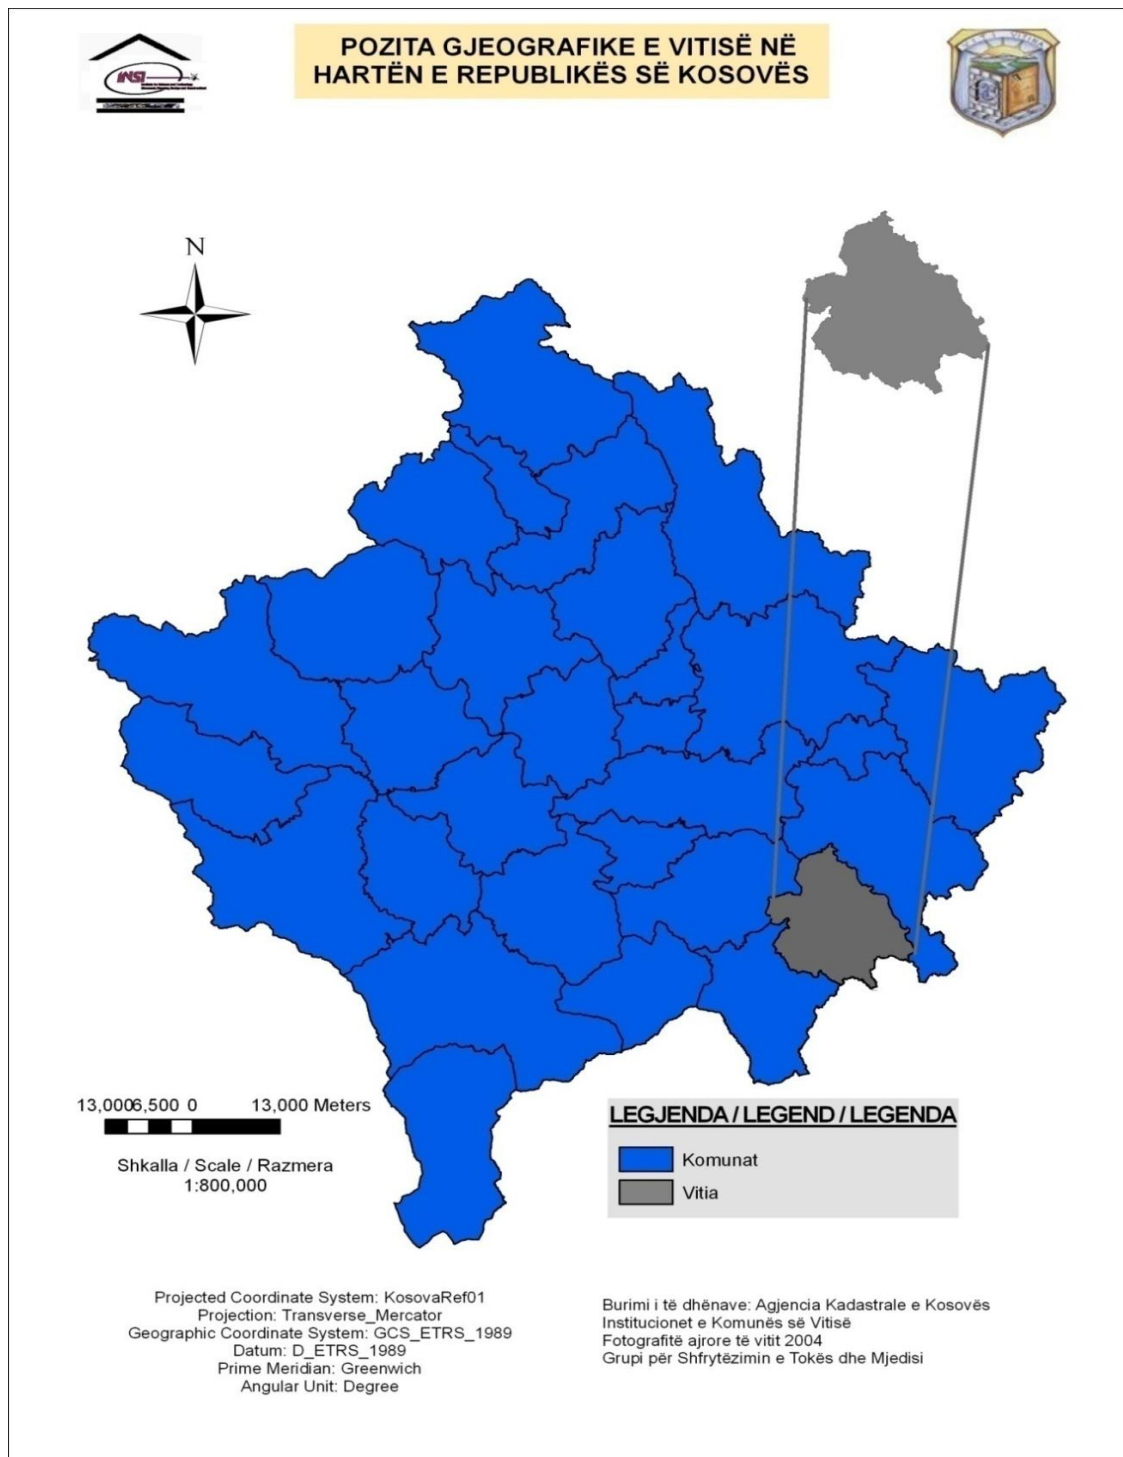 POZITA GJEOGRAFIKE E VITISË NË
HARTËN E REPUBLIKËS SË KOSOVËS
INSI
N
13,0006,500 0 13,000 Meters
Shkalla / Scale / Razmera
1:800,000
LEGJENDA / LEGEND / LEGENDA
Komunat
Vitia
Projected Coordinate System: KosovaRef01
Projection: Transverse_Mercator
Geographic Coordinate System: GCS_ETRS_1989
Datum: D_ETRS_1989
Prime Meridian: Greenwich
Angular Unit: Degree
Burimi i të dhënave: Agjencia Kadastrale e Kosovës
Institucionet e Komunës së Vitisë
Fotografitë ajrore të vitit 2004
Grupi për Shfrytëzimin e Tokës dhe Mjedisi